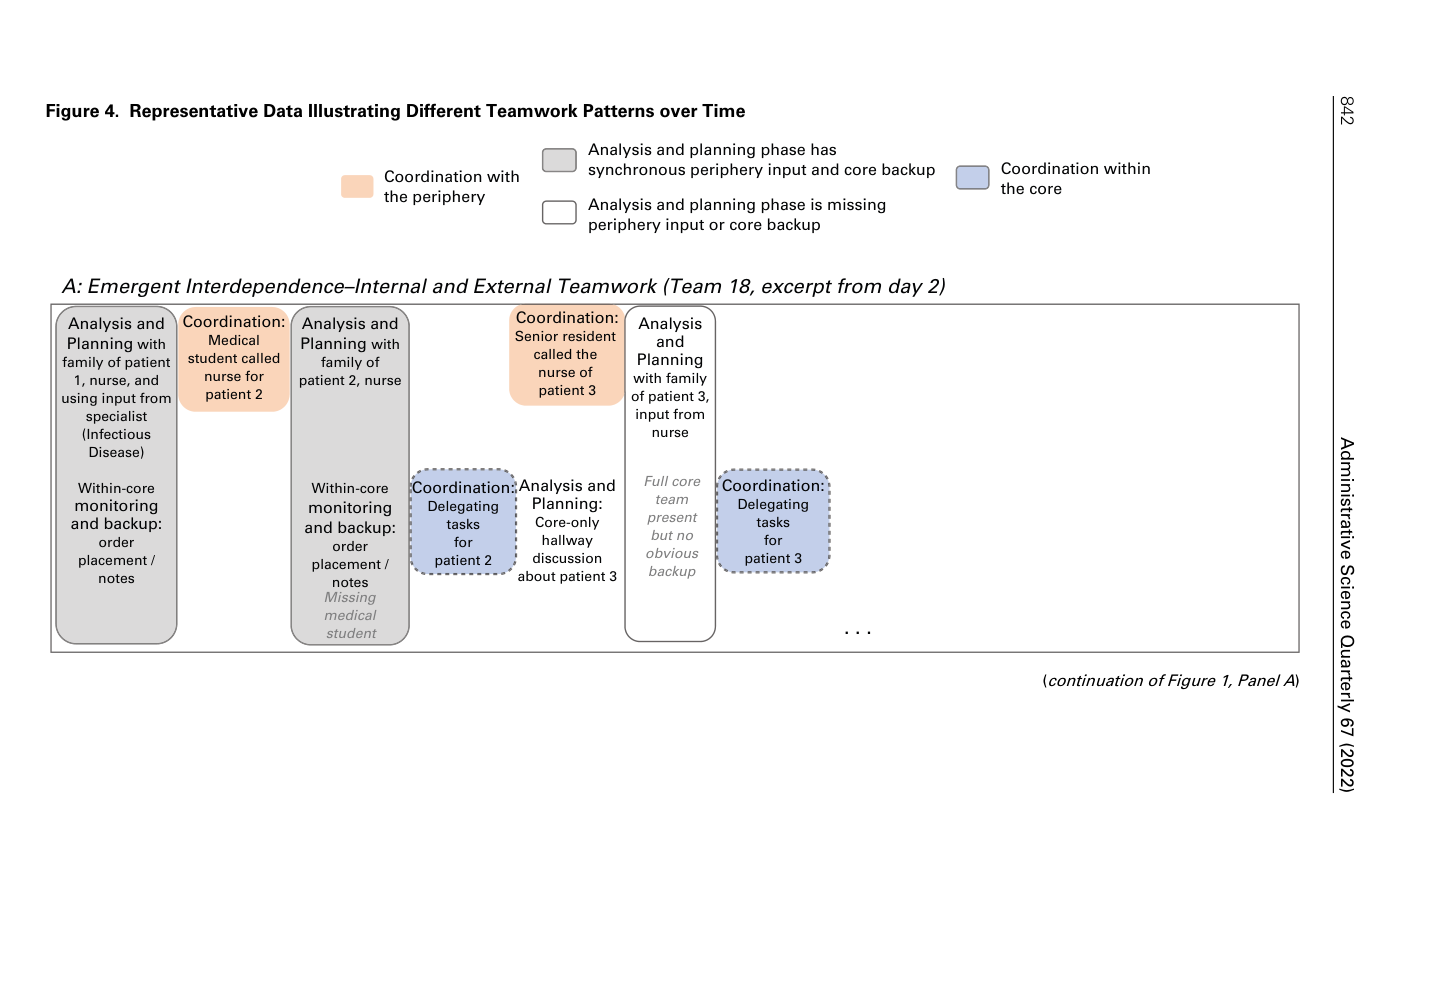 Figure 4. Representative Data Illustrating Different Teamwork Patterns over Time
Coordination with
the periphery
Analysis and planning phase has
synchronous periphery input and core backup
Analysis and planning phase is missing
periphery input or core backup
Coordination within
the core
A: Emergent Interdependence–Internal and External Teamwork (Team 18, excerpt from day 2)
Analysis and
Planning with
family of patient
1, nurse, and
using input from
specialist
(Infectious
Disease)
Within-core
monitoring
and backup:
order
placement /
notes
Coordination:
Medical
student called
nurse for
patient 2
Analysis and
Planning with
family of
patient 2, nurse
Within-core
monitoring
and backup:
order
placement /
notes
Missing
medical
student
Coordination:
Delegating
tasks
for
patient 2
Coordination:
Senior resident
called the
nurse of
patient 3
Analysis and
Planning:
Core-only
hallway
discussion
about patient 3
Analysis
and
Planning
with family
of patient 3,
input from
nurse
Full core
team
present
but no
obvious
backup
Coordination:
Delegating
tasks
for
patient 3
. . .
(continuation of Figure 1, Panel A)
842
Administrative Science Quarterly 67 (2022)